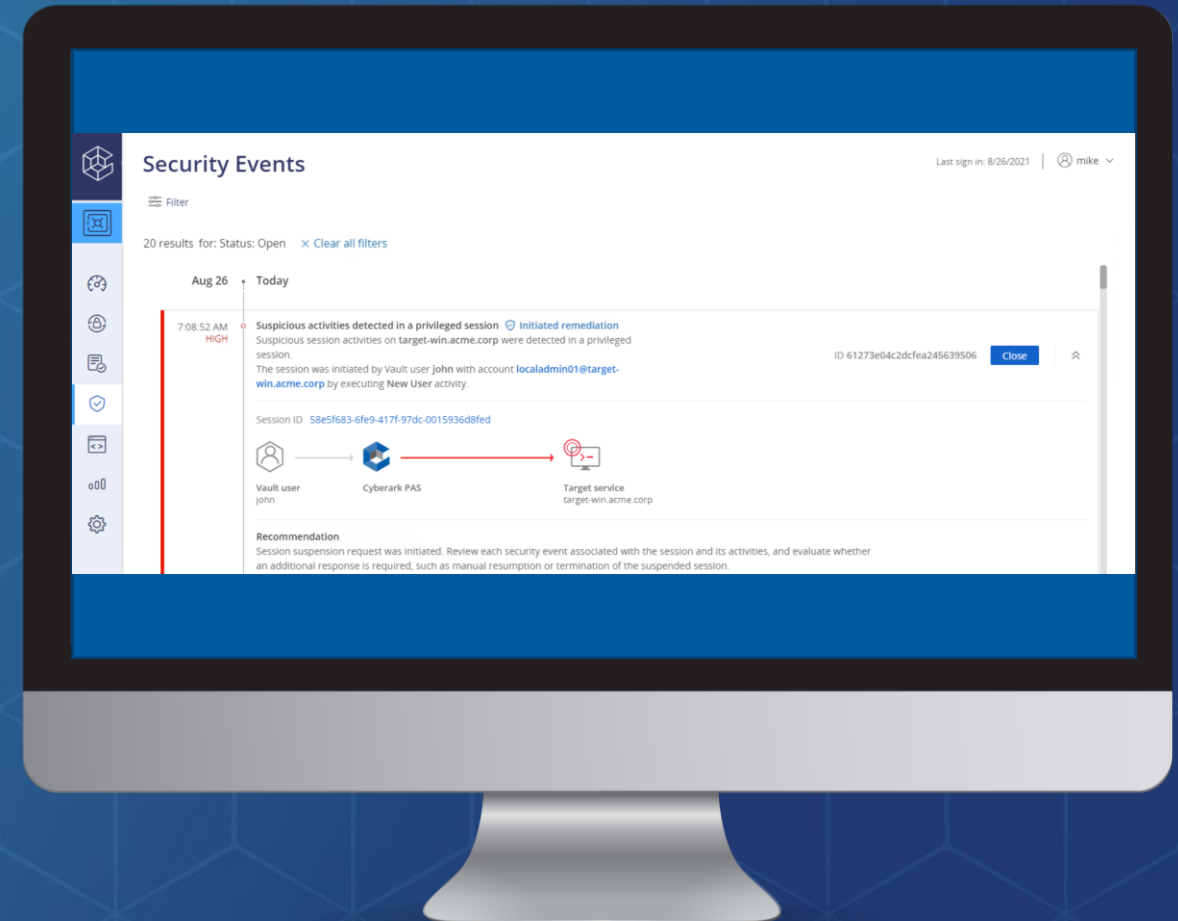 Security Events
Last sign in: 8/26/2021
mike
Filter
20 results for: Status: Open
Clear all filters
Aug 26
Today
7:08:52 AM
HIGH
Suspicious activities detected in a privileged session Initiated remediation
Suspicious session activities on target-win.acme.corp were detected in a privileged
session.
The session was initiated by Vault user john with account localadmin01@target-
win.acme.corp by executing New User activity.
ID 61273e04c2dcfea245639506
Close
Session ID 58e5f683-6fe9-417f-97dc-0015936d8fed
Vault user
john
Cyberark PAS
Target service
target-win.acme.corp
Recommendation
Session suspension request was initiated. Review each security event associated with the session and its activities, and evaluate whether
an additional response is required, such as manual resumption or termination of the suspended session.